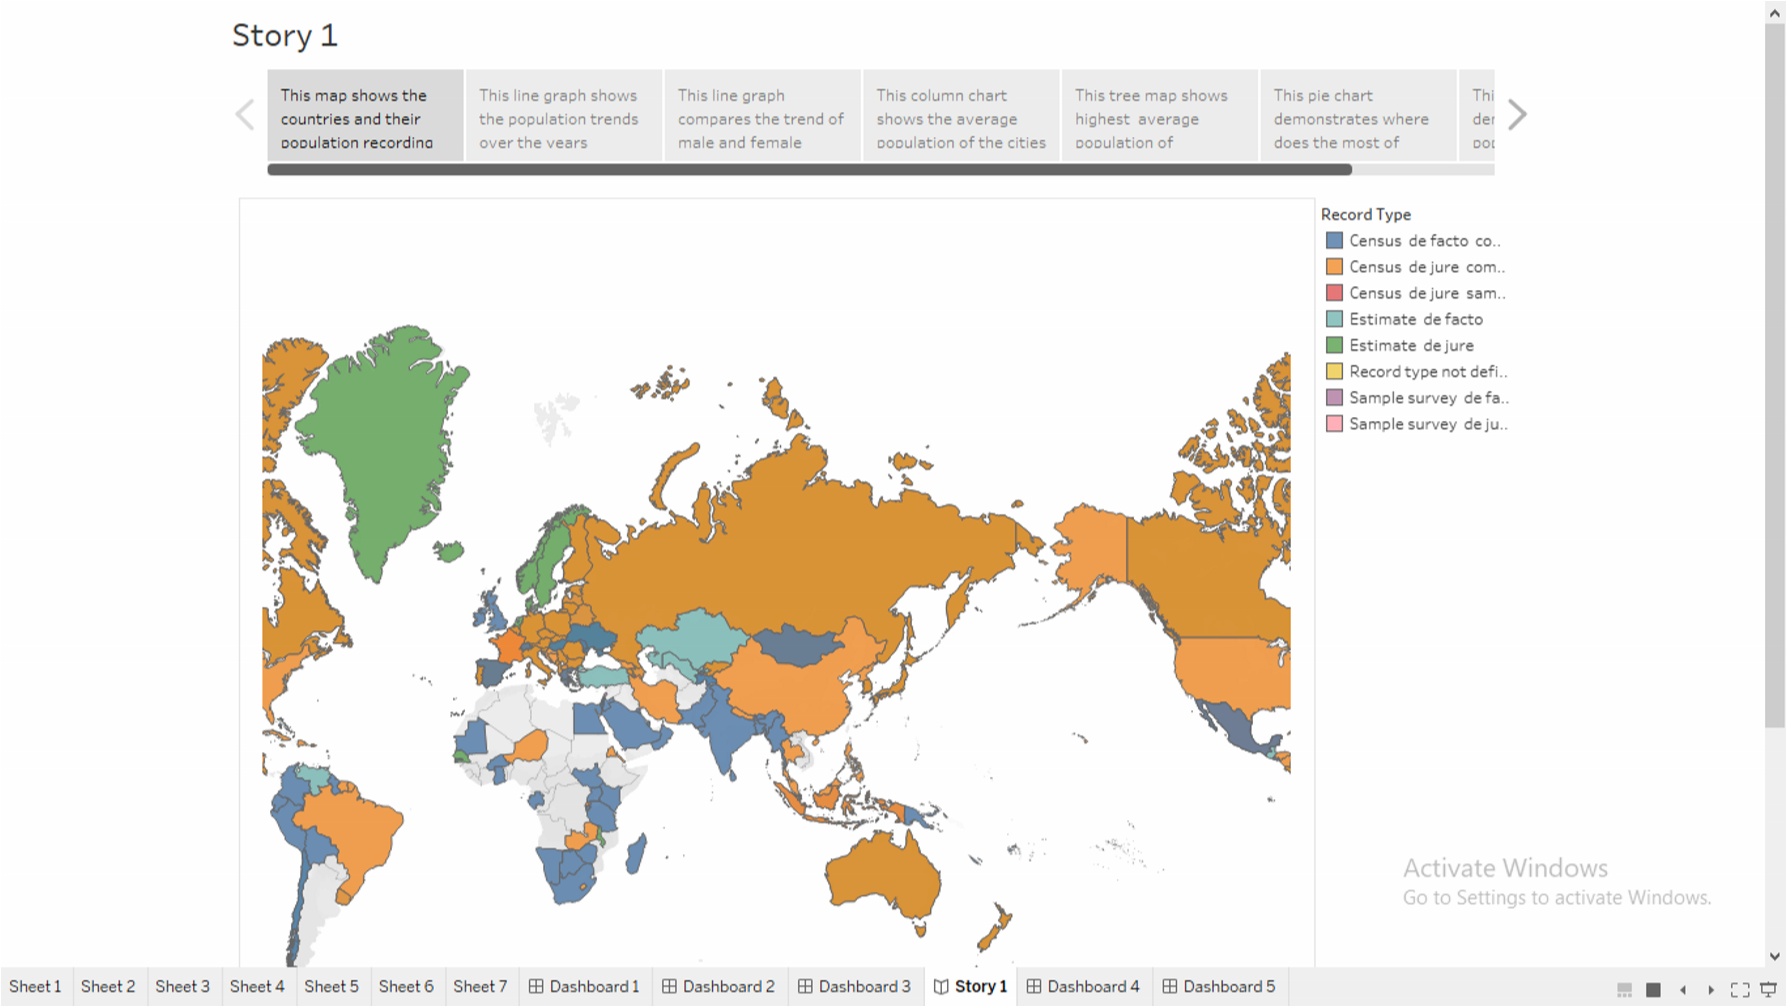 Story 1
This map shows the
countries and their
population recording
This line graph shows
the population trends
over the years
This line graph
compares the trend of
male and female
This column chart
shows the average
population of the cities
This tree map shows
highest average
population of
This pie chart
demonstrates where
does the most of
Thi
der
pop
Record Type
Census de facto co..
Census de jure com..
Census de jure sam..
Estimate de facto
Estimate de jure
Record type not defi..
Sample survey de fa..
Sample survey de ju..
Activate Windows
Go to Settings to activate Windows.
Sheet 1 Sheet 2 Sheet 3 Sheet 4 Sheet 5 Sheet 6 Sheet 7 Dashboard 1 Dashboard 2 Dashboard 3 Story 1 Dashboard 4 Dashboard 5